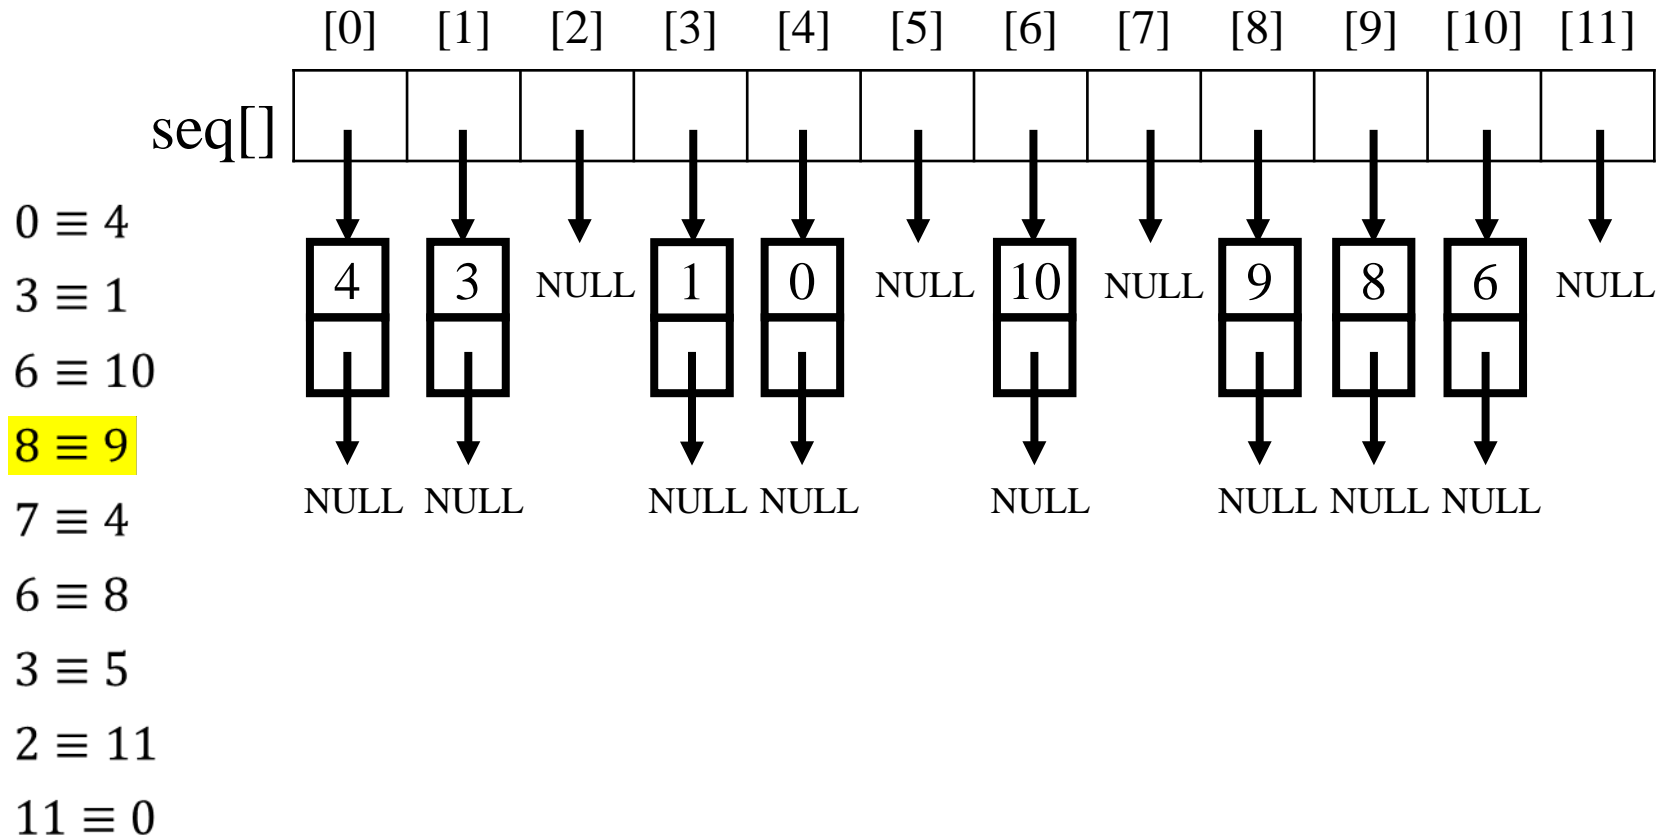 [0] [1] [2] [3] [4] [5] [6] [7] [8] [9] [10] [11]
seq[]
0 ≡ 4
3 ≡ 1
6 ≡ 10
8 ≡ 9
7 ≡ 4
6 ≡ 8
3 ≡ 5
2 ≡ 11
11 ≡ 0
4 3 NULL 1 0 NULL 10 NULL 9 8 6 NULL
NULL NULL NULL NULL NULL NULL NULL NULL